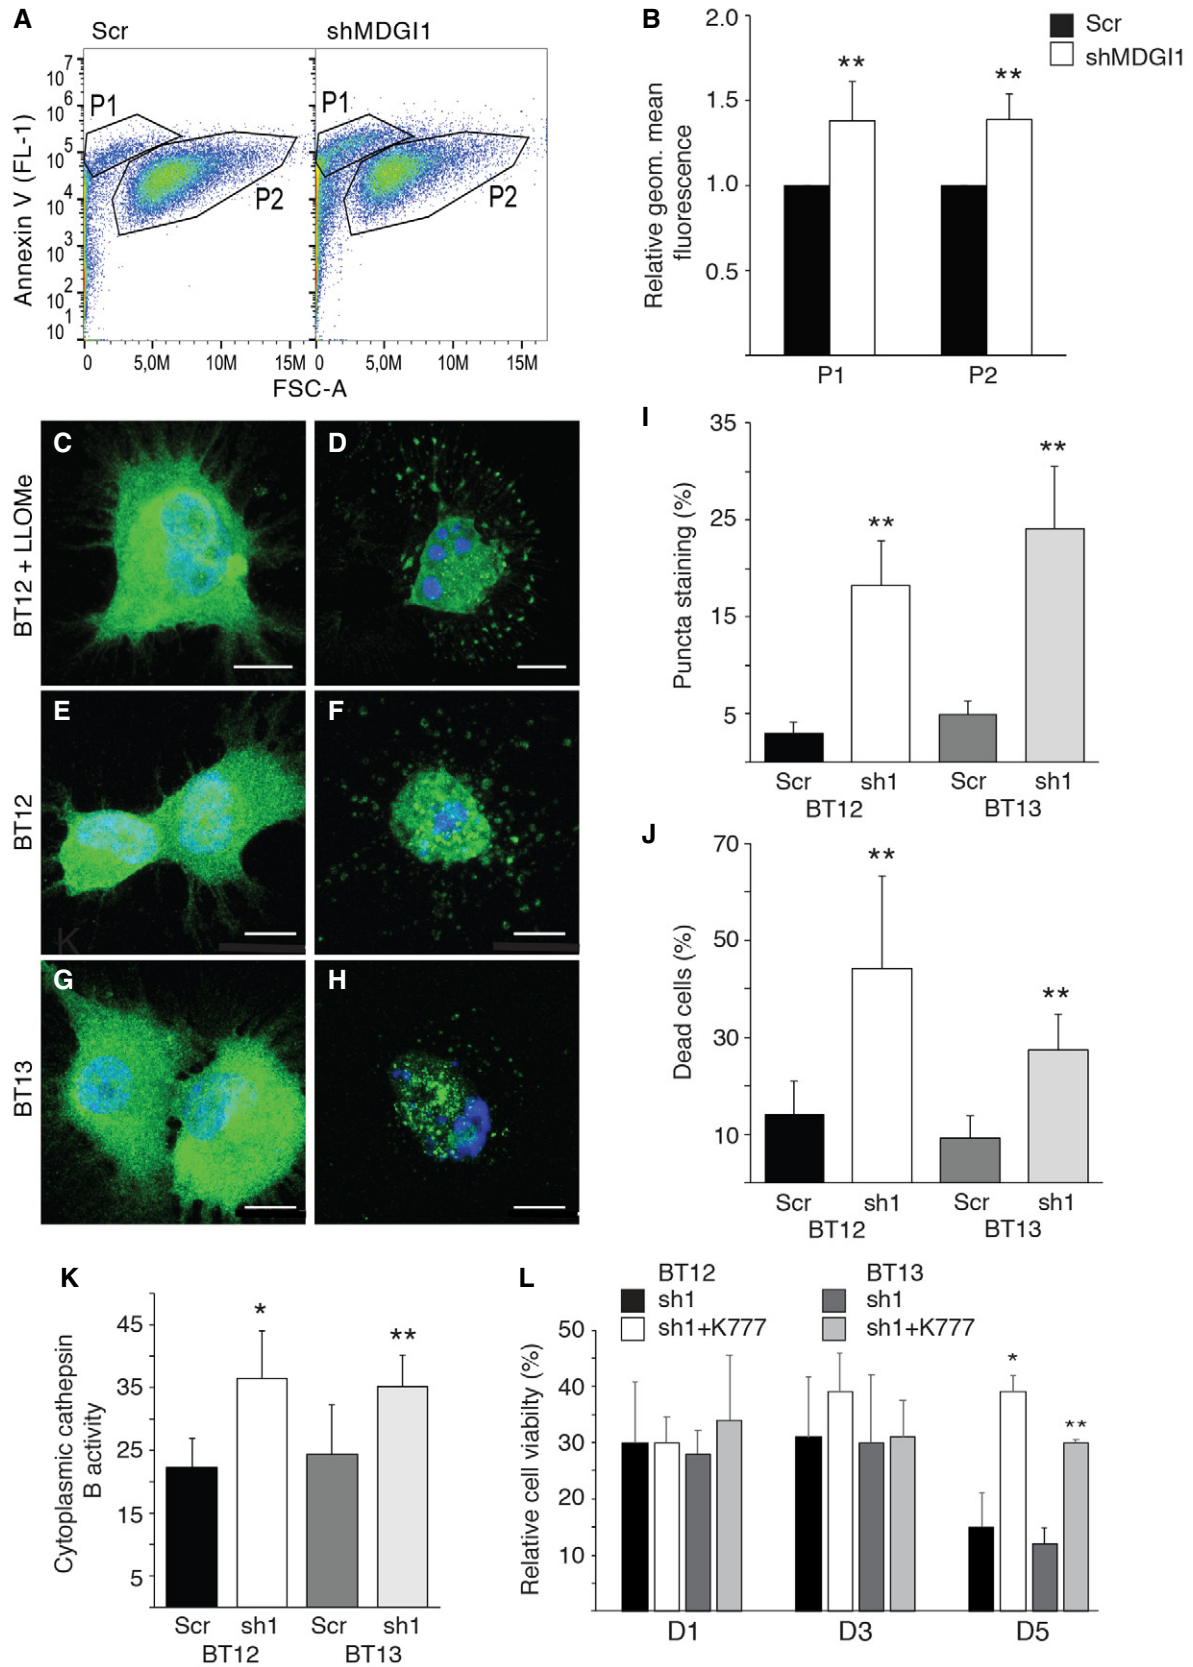 A
Scr
shMDGI1
Annexin V (FL-1)
10^7
10^6
10^5
10^4
10^3
10^2
10^1
10
P1
P2
P1
P2
0 5,0M 10M 15M
0 5,0M 10M 15M
FSC-A
B
Relative geom. mean
fluorescence
2.0
1.5
1.0
0.5
**
**
P1
P2
Scr
shMDGI1
BT12 + LLOMe
C
D
BT12
E
F
K
BT13
G
H
I
Puncta staining (%)
35
25
15
5
**
**
Scr sh1 Scr sh1
BT12 BT13
J
Dead cells (%)
70
50
30
10
**
**
Scr sh1 Scr sh1
BT12 BT13
K
Cytoplasmic cathepsin
B activity
45
35
25
15
5
*
**
Scr sh1 Scr sh1
BT12 BT13
L
BT12 BT13
sh1 sh1
sh1+K777 sh1+K777
Relative cell viabilty (%)
50
40
30
20
10
*
**
D1 D3 D5